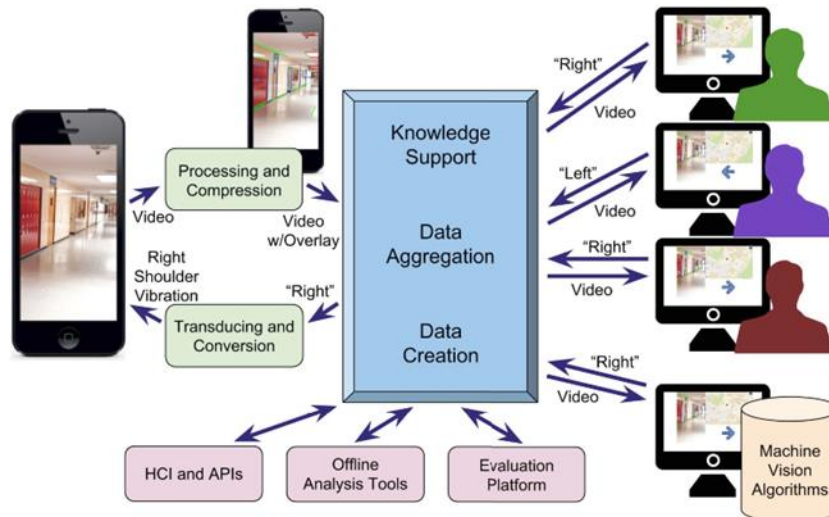 Video
Processing and
Compression
Video
w/Overlay
Right
Shoulder
Vibration
Transducing and
Conversion
“Right”
Knowledge
Support
Data
Aggregation
Data
Creation
“Right”
Video
“Left”
Video
“Right”
Video
“Right”
Video
Machine
Vision
Algorithms
HCI and APIs
Offline
Analysis Tools
Evaluation
Platform